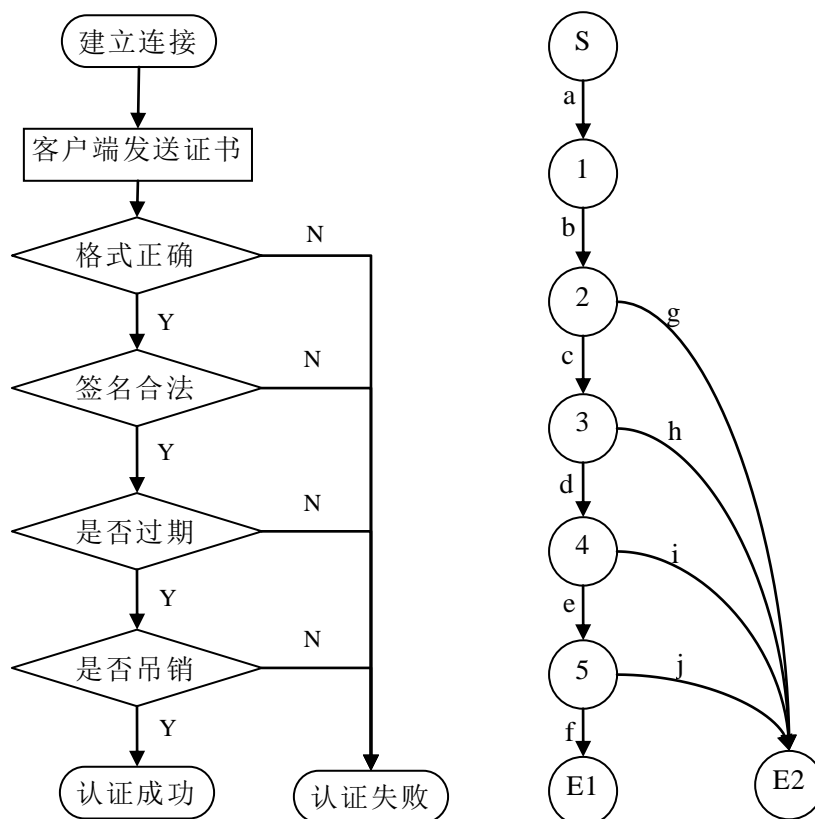 建立连接
客户端发送证书
格式正确
N
Y
签名合法
N
Y
是否过期
N
Y
是否吊销
N
Y
认证成功
认证失败
S
a
1
b
2
g
c
3
h
d
4
i
e
5
j
f
E1
E2